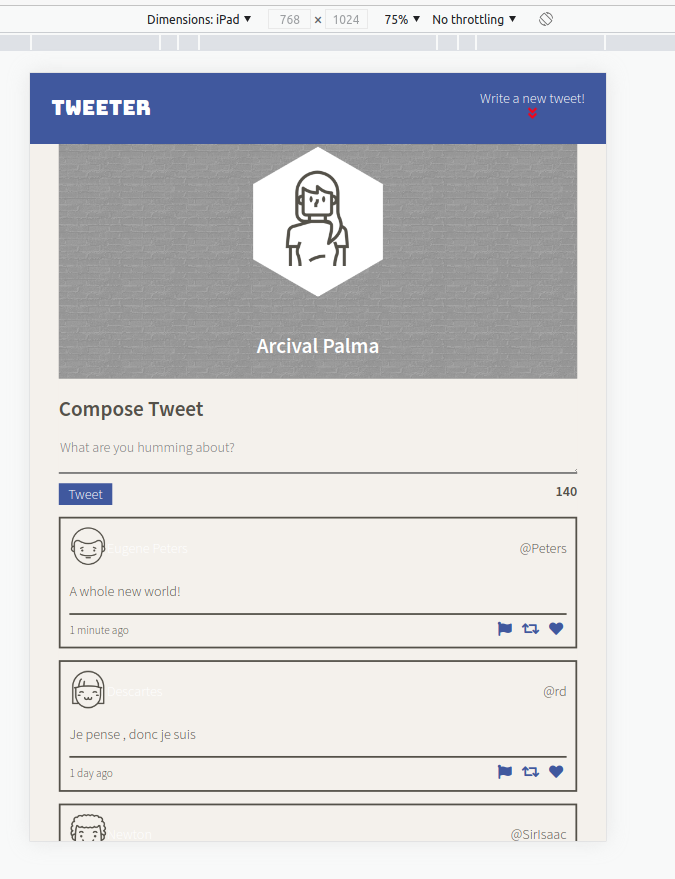 Dimensions: iPad ▼ 768 × 1024 75% ▼ No throttling ▼
TWEETER
Write a new tweet!
Arcival Palma
Compose Tweet
What are you humming about?
Tweet
140
Eugene Peters
@Peters
A whole new world!
1 minute ago
Descartes
@rd
Je pense , donc je suis
1 day ago
Newton
@SirIsaac